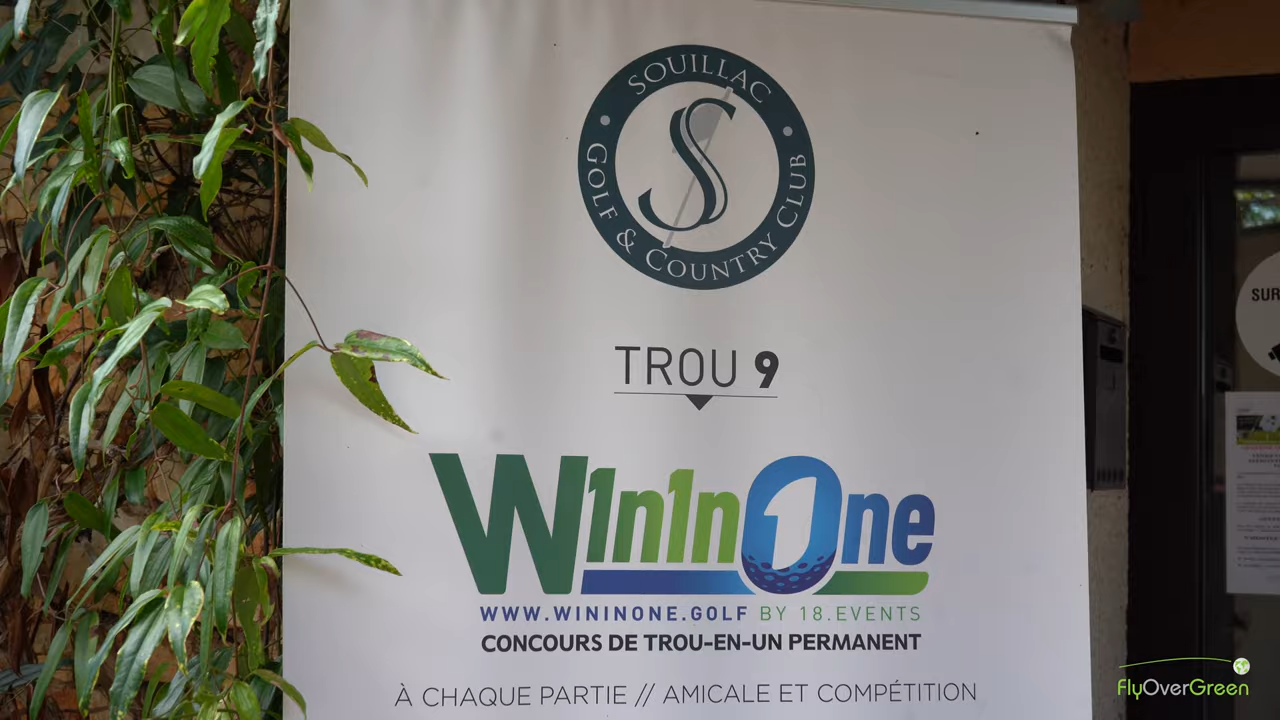 SOUILLAC
GOLF & COUNTRY CLUB
S
TROU 9
W1n1nOne
WWW.WININONE.GOLF BY 18.EVENTS
CONCOURS DE TROU-EN-UN PERMANENT
À CHAQUE PARTIE // AMICALE ET COMPÉTITION
SUR
FlyOverGreen